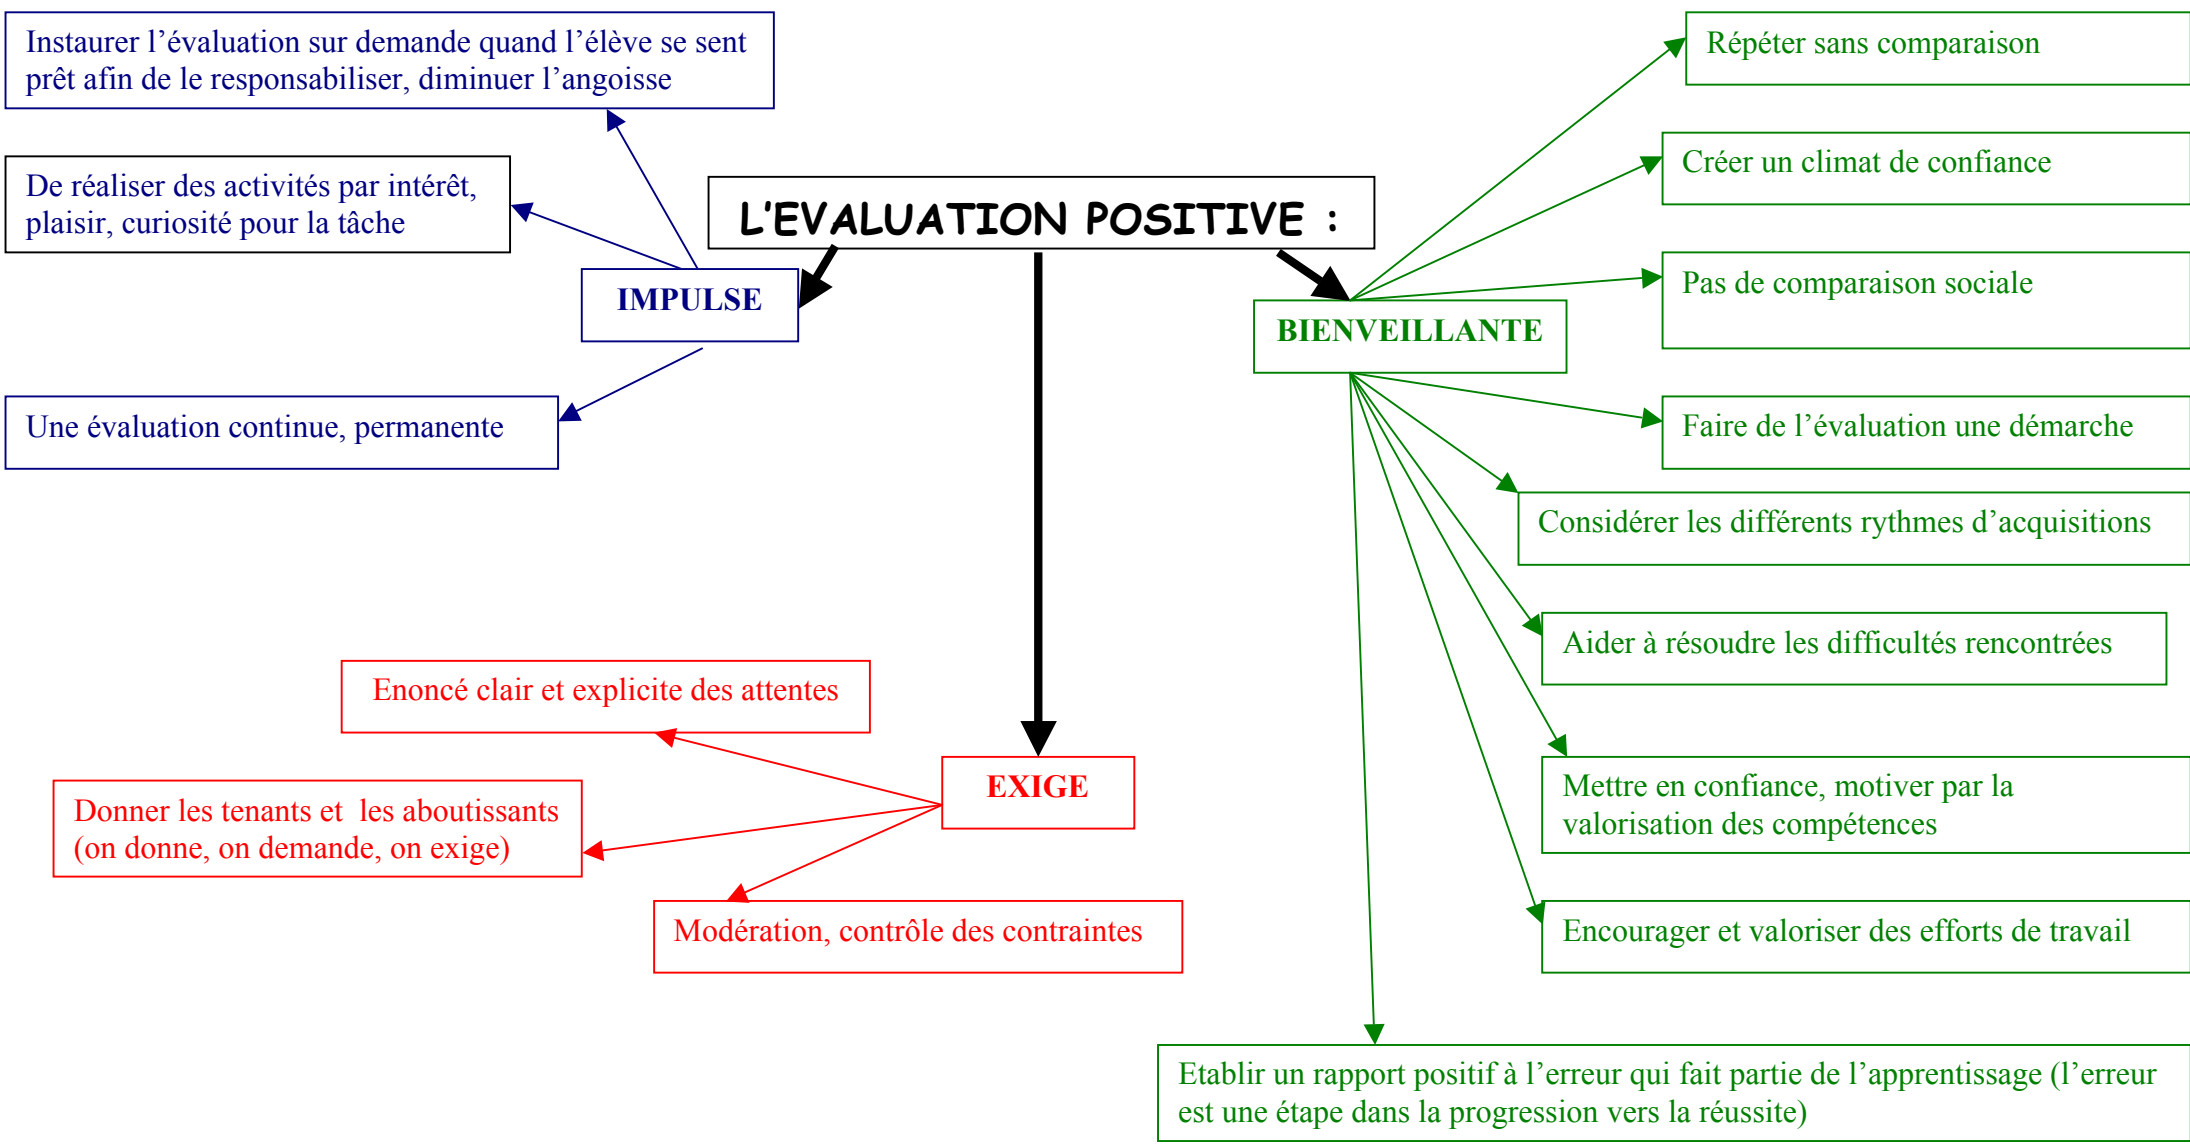 L’EVALUATION POSITIVE :
IMPULSE
Instaurer l’évaluation sur demande quand l’élève se sent
prêt afin de le responsabiliser, diminuer l’angoisse
De réaliser des activités par intérêt,
plaisir, curiosité pour la tâche
Une évaluation continue, permanente
EXIGE
Enoncé clair et explicite des attentes
Donner les tenants et  les aboutissants
(on donne, on demande, on exige)
Modération, contrôle des contraintes
BIENVEILLANTE
Répéter sans comparaison
Créer un climat de confiance
Pas de comparaison sociale
Faire de l’évaluation une démarche
Considérer les différents rythmes d’acquisitions
Aider à résoudre les difficultés rencontrées
Mettre en confiance, motiver par la
valorisation des compétences
Encourager et valoriser des efforts de travail
Etablir un rapport positif à l’erreur qui fait partie de l’apprentissage (l’erreur
est une étape dans la progression vers la réussite)